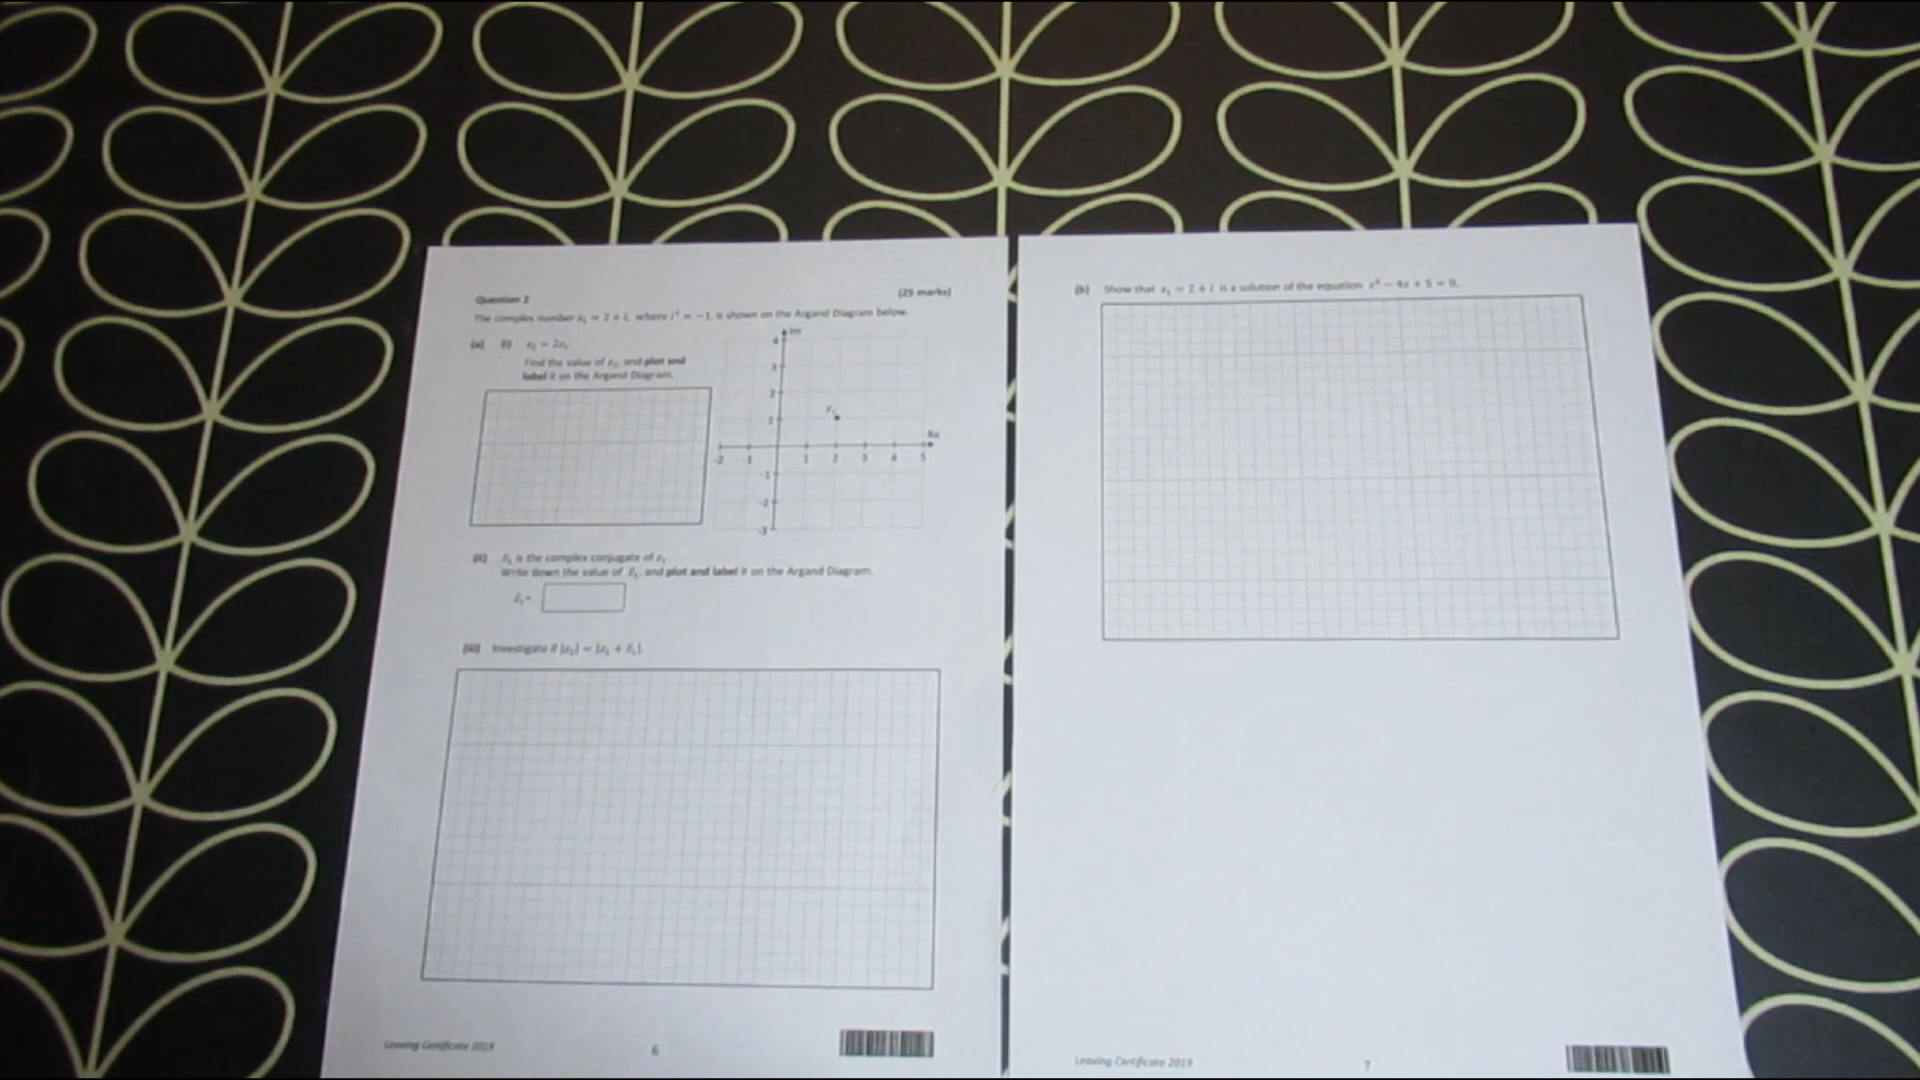 Question 2
(25 marks)
The complex number z₁ = 2 + i, where i² = −1, is shown on the Argand Diagram below.
(a) (i) z₂ = 2z₁
Find the value of z₂, and plot and
label it on the Argand Diagram.
Im
4
3
2
z₁
1
Re
-2 -1 1 2 3 4 5
-1
-2
-3
(ii) z̄₁ is the complex conjugate of z₁.
Write down the value of z̄₁, and plot and label it on the Argand Diagram.
z̄₁=
(iii) Investigate if |z₂| = |z₁ + z̄₁|.
Leaving Certificate 2019
6
(b) Show that z₁ = 2 + i is a solution of the equation z² − 4z + 5 = 0.
Leaving Certificate 2019
7